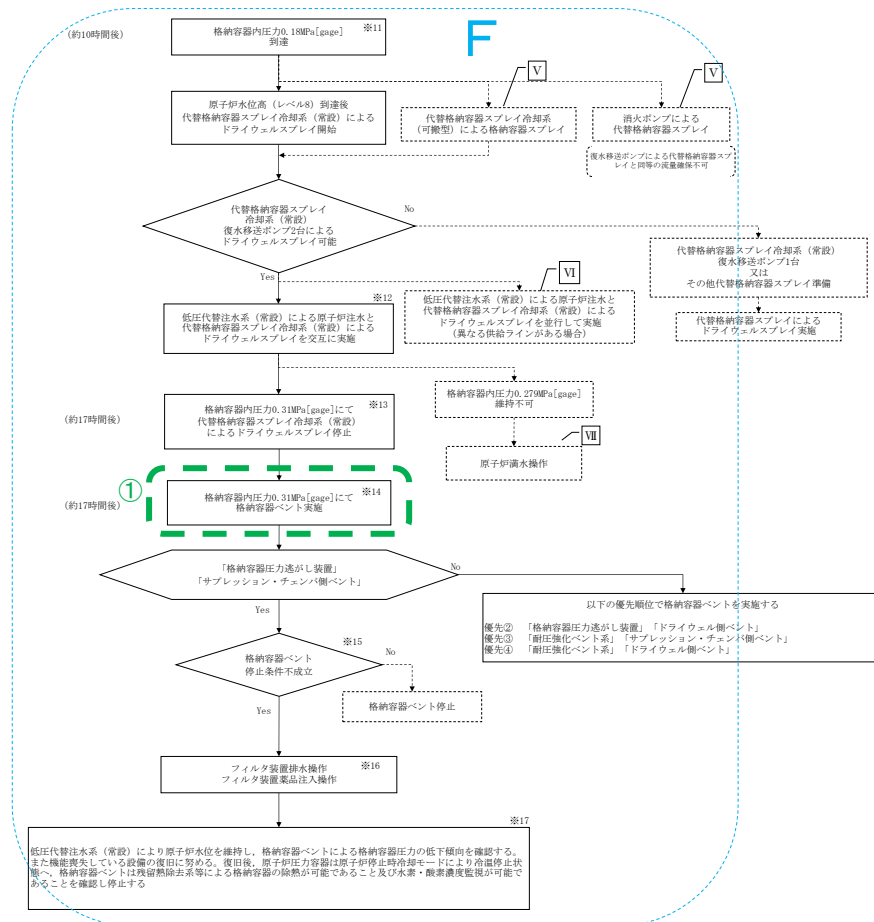 F
(約10時間後)
格納容器内圧力0.18MPa[gage]
到達
※11
Ⅴ
Ⅴ
原子炉水位高（レベル8）到達後
代替格納容器スプレイ冷却系（常設）による
ドライウェルスプレイ開始
代替格納容器スプレイ冷却系
（可搬型）による格納容器スプレイ
消火ポンプによる
代替格納容器スプレイ
復水移送ポンプによる代替格納容器スプ
レイと同等の流量確保不可
代替格納容器スプレイ
冷却系（常設）
復水移送ポンプ2台による
ドライウェルスプレイ可能
No
Yes
代替格納容器スプレイ冷却系（常設）
復水移送ポンプ1台
又は
その他代替格納容器スプレイ準備
Ⅵ
※12
低圧代替注水系（常設）による原子炉注水と
代替格納容器スプレイ冷却系（常設）による
ドライウェルスプレイを交互に実施
低圧代替注水系（常設）による原子炉注水と
代替格納容器スプレイ冷却系（常設）による
ドライウェルスプレイを並行して実施
（異なる供給ラインがある場合）
代替格納容器スプレイによる
ドライウェルスプレイ実施
(約17時間後)
格納容器内圧力0.31MPa[gage]にて
代替格納容器スプレイ冷却系（常設）
によるドライウェルスプレイ停止
※13
格納容器内圧力0.279MPa[gage]
維持不可
Ⅶ
原子炉満水操作
①
(約17時間後)
格納容器内圧力0.31MPa[gage]にて
格納容器ベント実施
※14
「格納容器圧力逃がし装置」
「サプレッション・チェンバ側ベント」
No
Yes
以下の優先順位で格納容器ベントを実施する
優先② 「格納容器圧力逃がし装置」「ドライウェル側ベント」
優先③ 「耐圧強化ベント系」「サプレッション・チェンバ側ベント」
優先④ 「耐圧強化ベント系」「ドライウェル側ベント」
※15
格納容器ベント
停止条件不成立
No
Yes
格納容器ベント停止
フィルタ装置排水操作
フィルタ装置薬品注入操作
※16
※17
低圧代替注水系（常設）により原子炉水位を維持し，格納容器ベントによる格納容器圧力の低下傾向を確認する。
また機能喪失している設備の復旧に努める。復旧後，原子炉圧力容器は原子炉停止時冷却モードにより冷温停止状
態へ，格納容器ベントは残留熱除去系等による格納容器の除熱が可能であること及び水素・酸素濃度監視が可能で
あることを確認し停止する